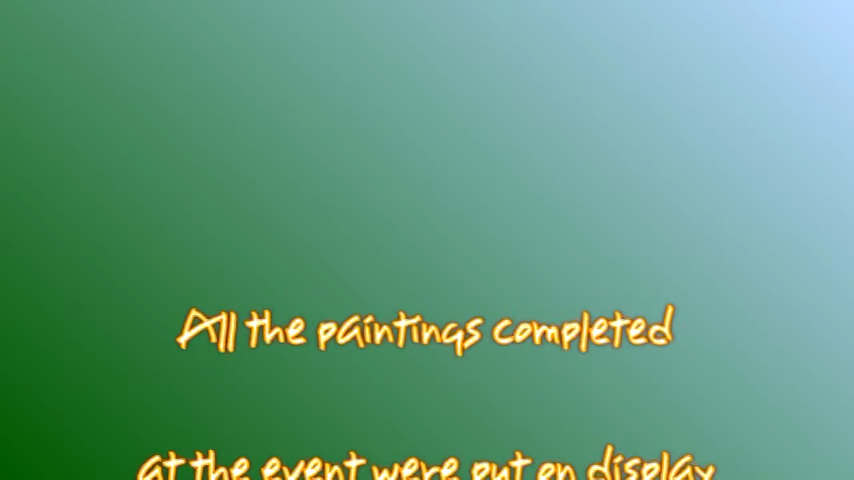 All the paintings completed
at the event were put on display